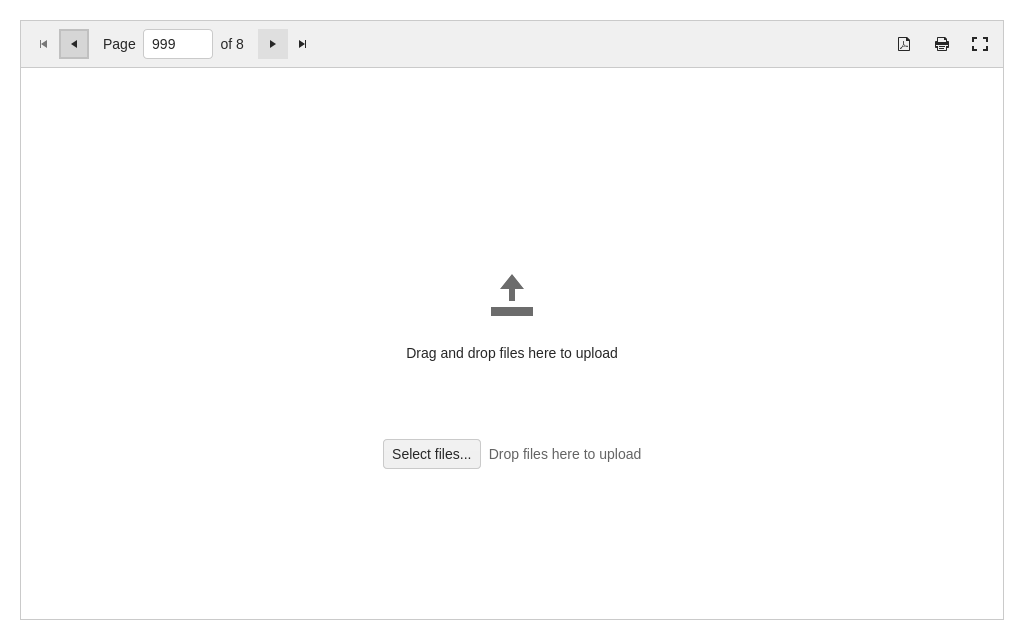 Page 999 of 8
Drag and drop files here to upload
Select files... Drop files here to upload